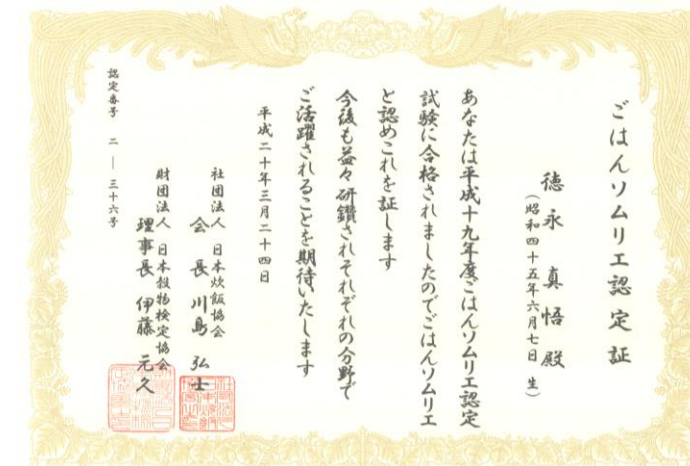 ごはんソムリエ認定証
徳永真悟殿
(昭和四十五年六月七日 生)
あなたは平成十九年度ごはんソムリエ認定
試験に合格されましたのでごはんソムリエ
と認めこれを証します
今後も益々研鑽されそれぞれの分野で
ご活躍されることを期待いたします
平成二十年三月二十四日
社団法人 日本炊飯協会
会長 川島弘士
財団法人 日本穀物検定協会
理事長 伊藤元久
認定番号 二 ― 三十六号